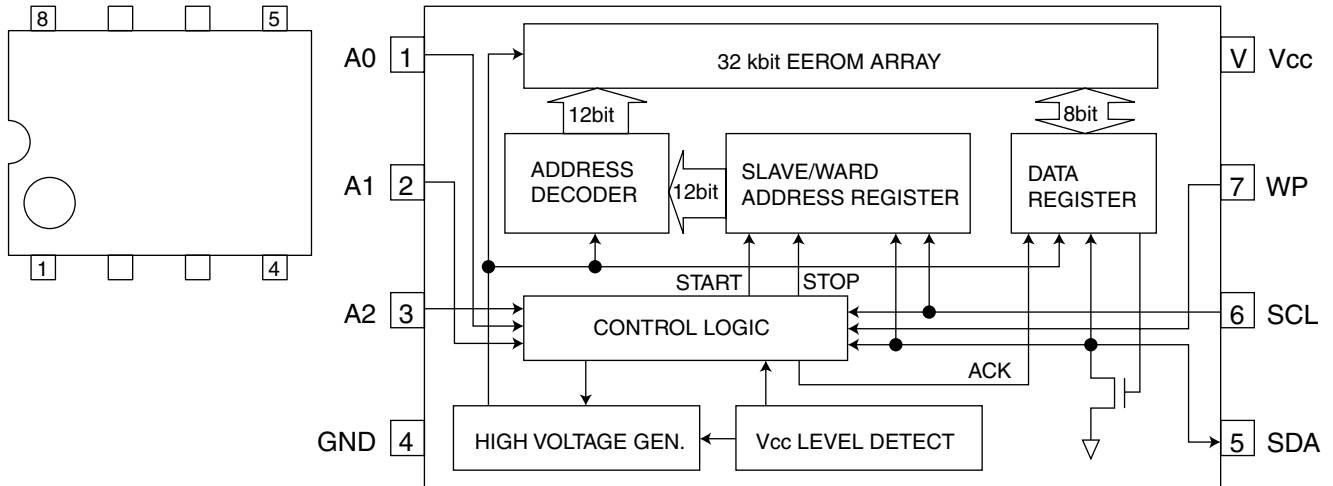 8
5
1
4
A0 1
32 kbit EEROM ARRAY
V Vcc
12bit
8bit
A1 2
ADDRESS
DECODER
12bit
SLAVE/WARD
ADDRESS REGISTER
DATA
REGISTER
7 WP
START
STOP
A2 3
CONTROL LOGIC
6 SCL
ACK
GND 4
HIGH VOLTAGE GEN.
Vcc LEVEL DETECT
5 SDA